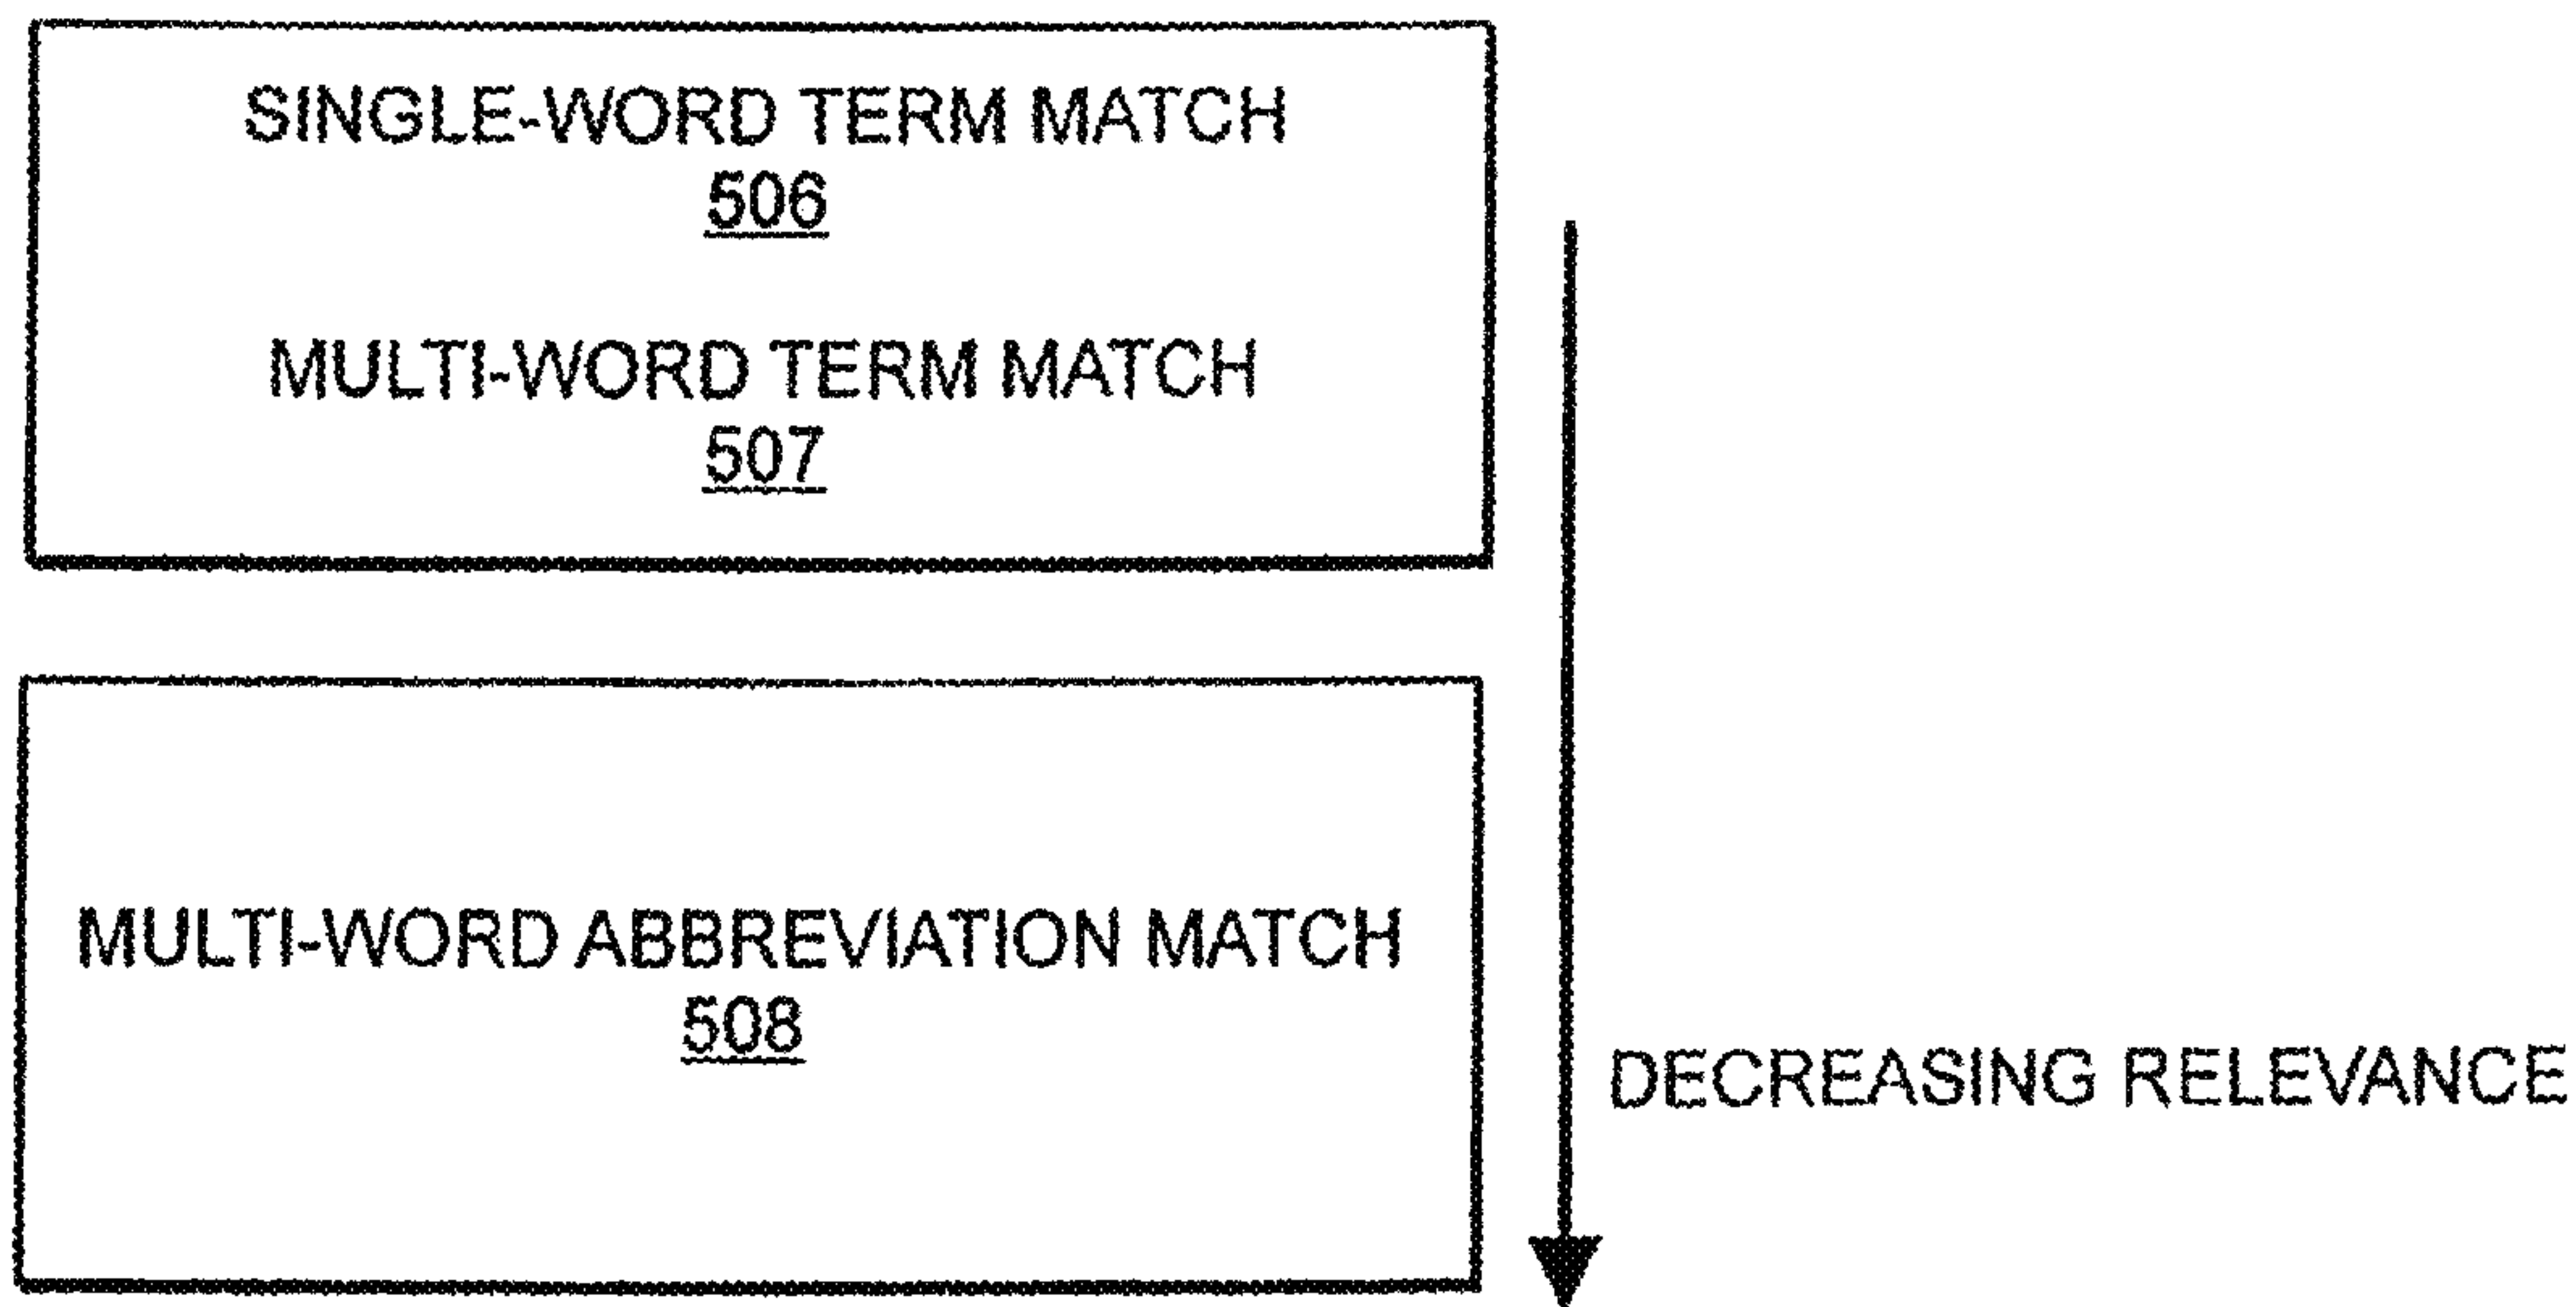 SINGLE-WORD TERM MATCH
506
MULTI-WORD TERM MATCH
507
MULTI-WORD ABBREVIATION MATCH
508
DECREASING RELEVANCE